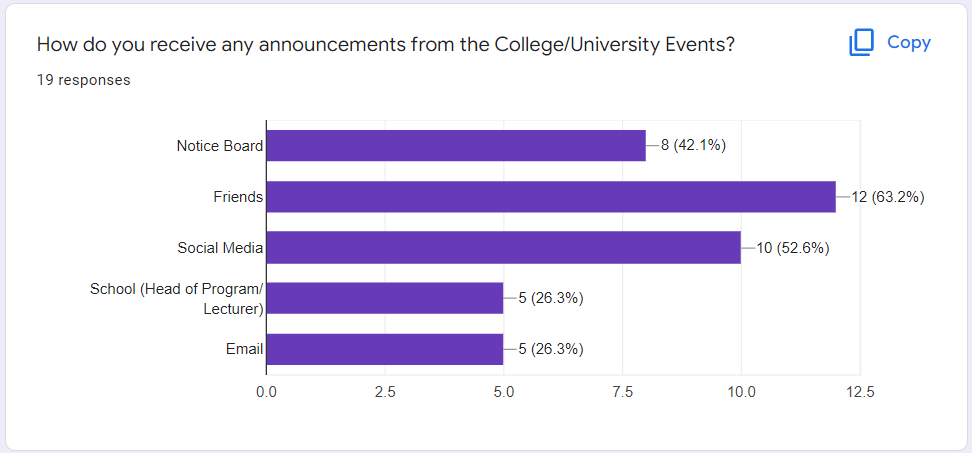 How do you receive any announcements from the College/University Events?
Copy
19 responses
Notice Board
8 (42.1%)
Friends
12 (63.2%)
Social Media
10 (52.6%)
School (Head of Program/
Lecturer)
5 (26.3%)
Email
5 (26.3%)
0.0
2.5
5.0
7.5
10.0
12.5